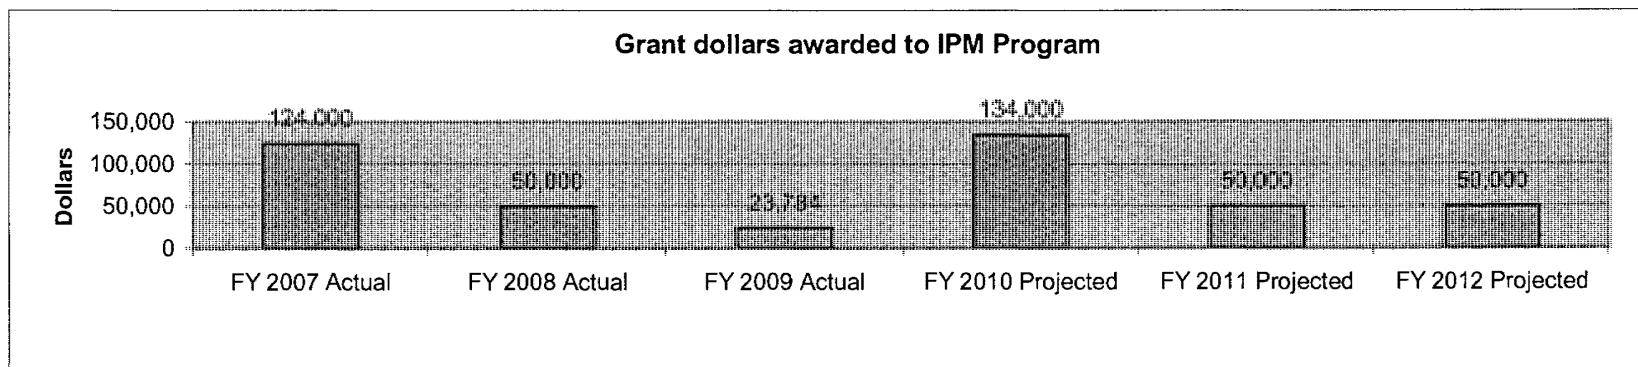 Grant dollars awarded to IPM Program
Dollars
150,000
100,000
50,000
0
124,000
50,000
23,784
134,000
50,000
50,000
FY 2007 Actual
FY 2008 Actual
FY 2009 Actual
FY 2010 Projected
FY 2011 Projected
FY 2012 Projected